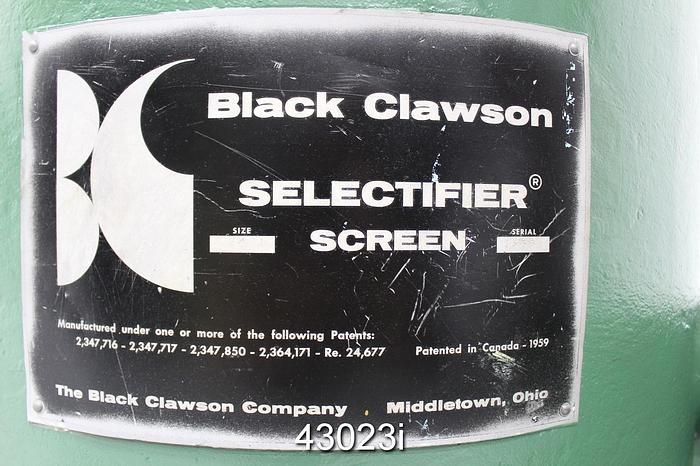 Black Clawson
SELECTIFIER®
SIZE SCREEN SERIAL
Manufactured under one or more of the following Patents:
2,347,716 - 2,347,717 - 2,347,850 - 2,364,171 - Re. 24,677 Patented in Canada - 1959
The Black Clawson Company Middletown, Ohio
43023i